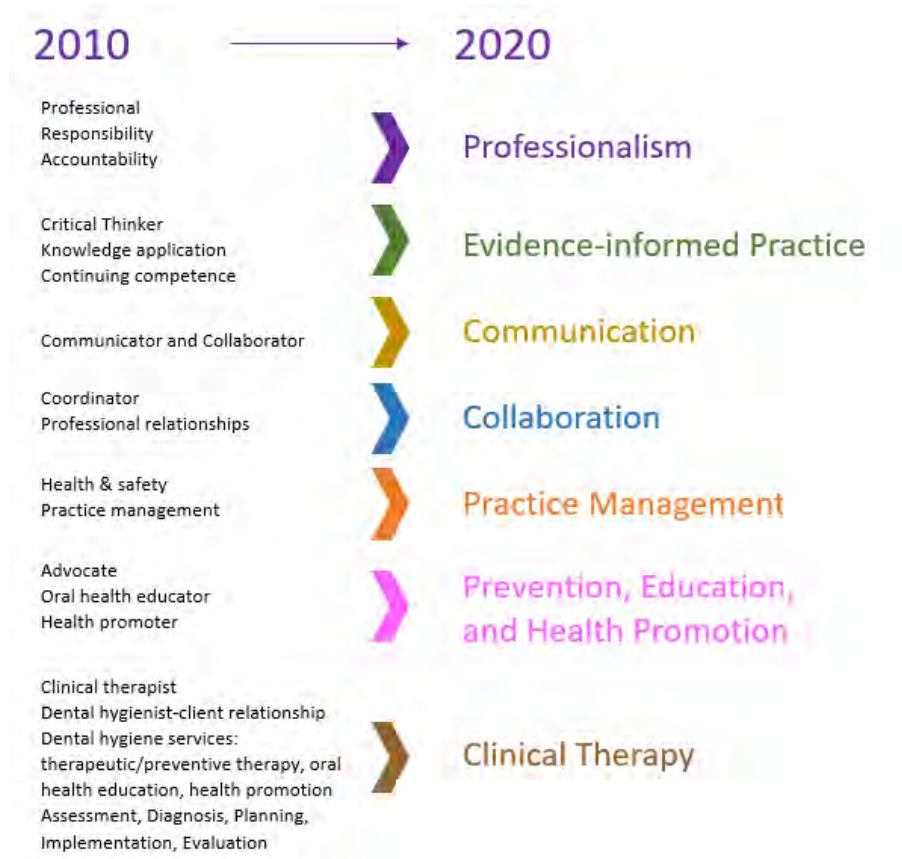 2010
2020
Professional
Responsibility
Accountability
Professionalism
Critical Thinker
Knowledge application
Continuing competence
Evidence-informed Practice
Communicator and Collaborator
Communication
Coordinator
Professional relationships
Collaboration
Health & safety
Practice management
Practice Management
Advocate
Oral health educator
Health promoter
Prevention, Education,
and Health Promotion
Clinical therapist
Dental hygienist-client relationship
Dental hygiene services:
therapeutic/preventive therapy, oral
health education, health promotion
Assessment, Diagnosis, Planning,
Implementation, Evaluation
Clinical Therapy